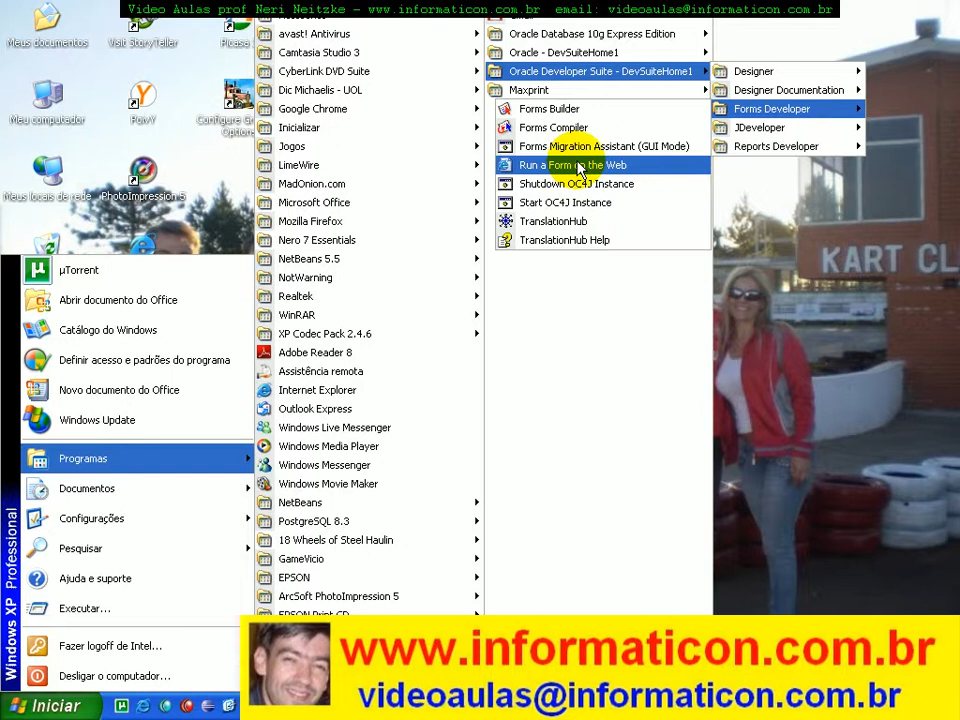 Video Aulas prof Neri Neitzke – www.informaticon.com.br email: videoaulas@informaticon.com.br
Meus documentos
Visit StoryTeller
Picasa
Meu computador
PowY
Configure Gr
Option
Meus locais de rede
PhotoImpression 5
µTorrent
Abrir documento do Office
Catálogo do Windows
Definir acesso e padrões do programa
Novo documento do Office
Windows Update
Programas
Documentos
Configurações
Pesquisar
Ajuda e suporte
Executar...
Fazer logoff de Intel...
Desligar o computador...
Windows XP Professional
Iniciar
avast! Antivirus
Camtasia Studio 3
CyberLink DVD Suite
Dic Michaelis - UOL
Google Chrome
Inicializar
Jogos
LimeWire
MadOnion.com
Microsoft Office
Mozilla Firefox
Nero 7 Essentials
NetBeans 5.5
NotWarning
Realtek
WinRAR
XP Codec Pack 2.4.6
Adobe Reader 8
Assistência remota
Internet Explorer
Outlook Express
Windows Live Messenger
Windows Media Player
Windows Messenger
Windows Movie Maker
NetBeans
PostgreSQL 8.3
18 Wheels of Steel Haulin
GameVicio
EPSON
ArcSoft PhotoImpression 5
EPSON Print CD
Oracle Database 10g Express Edition
Oracle - DevSuiteHome1
Oracle Developer Suite - DevSuiteHome1
Maxprint
Forms Builder
Forms Compiler
Forms Migration Assistant (GUI Mode)
Run a Form on the Web
Shutdown OC4J Instance
Start OC4J Instance
TranslationHub
TranslationHub Help
Designer
Designer Documentation
Forms Developer
JDeveloper
Reports Developer
KART CL
www.informaticon.com.br
videoaulas@informaticon.com.br